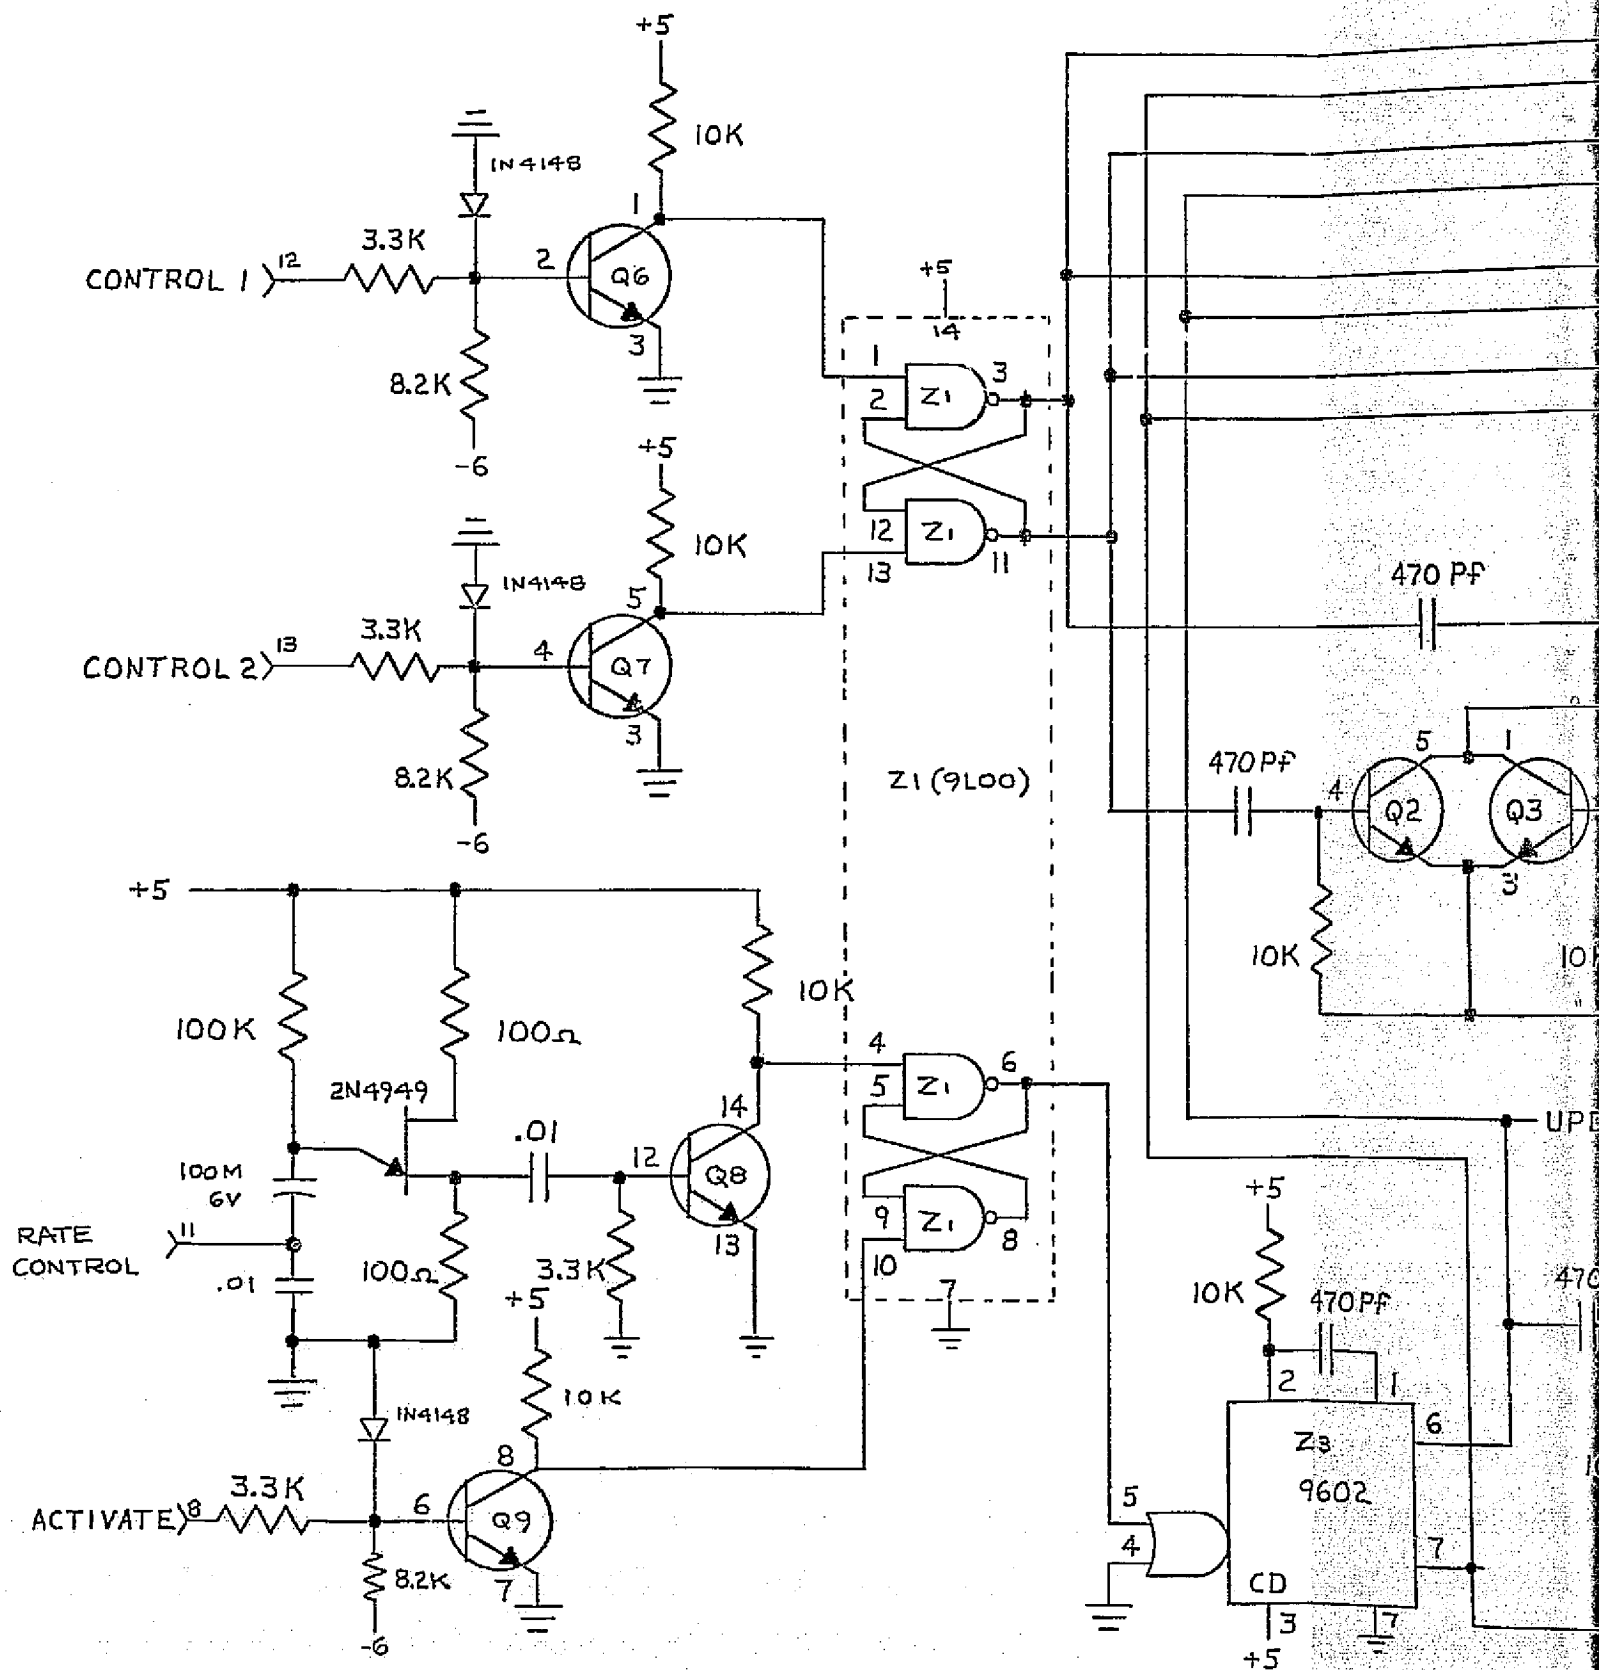 +5
10K
1N4148
1
3.3K
CONTROL 1
12
2
Q6
3
8.2K
-6
+5
14
1
2
Z1
3
12
13
Z1
11
+5
10K
1N4148
5
3.3K
CONTROL 2
13
4
Q7
3
8.2K
-6
Z1 (9L00)
470 Pf
470 Pf
5
1
4
Q2
Q3
3
10K
+5
100K
100Ω
10K
2N4949
14
.01
12
Q8
13
100M
6V
RATE
CONTROL
11
.01
100Ω
3.3K
4
5
Z1
6
9
10
Z1
8
7
+5
10K
1N4148
8
3.3K
ACTIVATE
8
6
Q9
7
8.2K
-6
+5
10K
470 Pf
2
1
6
Z3
9602
5
4
7
CD
3
7
+5